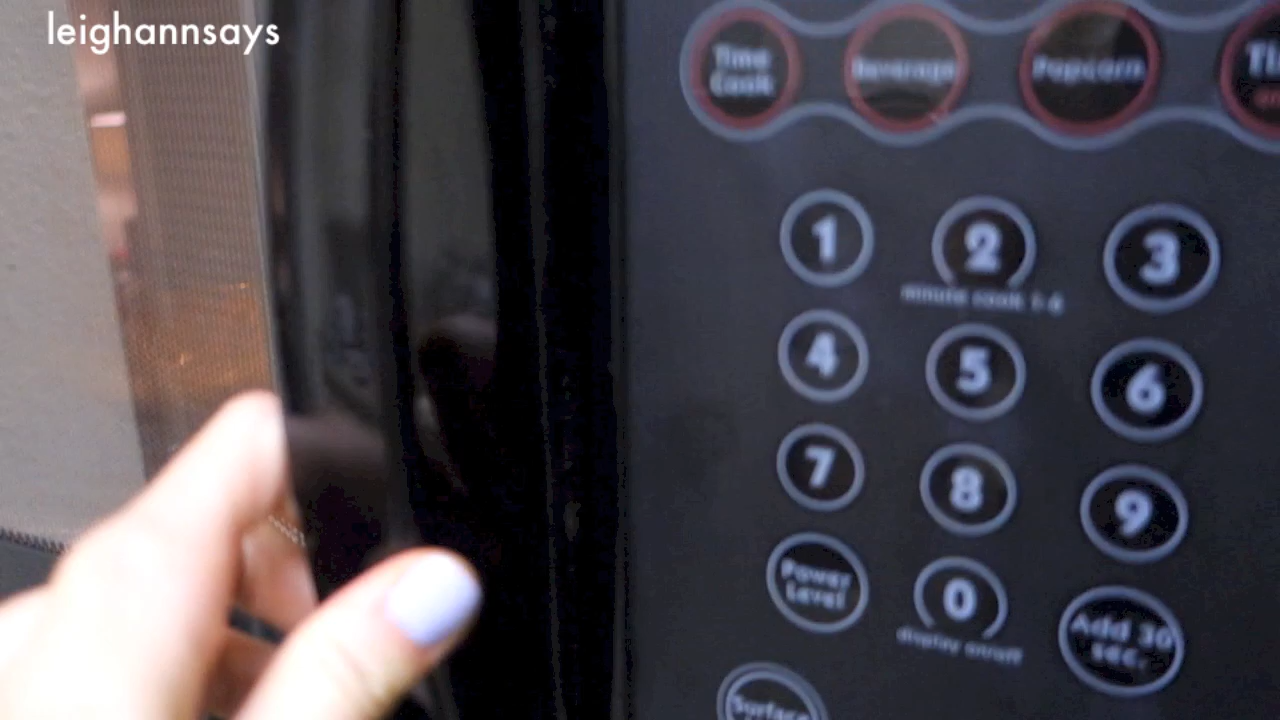 leighannsays
Time
Cook
Beverage
Popcorn
1
2
3
minute cook 1-6
4
5
6
7
8
9
Power
Level
0
display on/off
Add 30
sec.
Surface